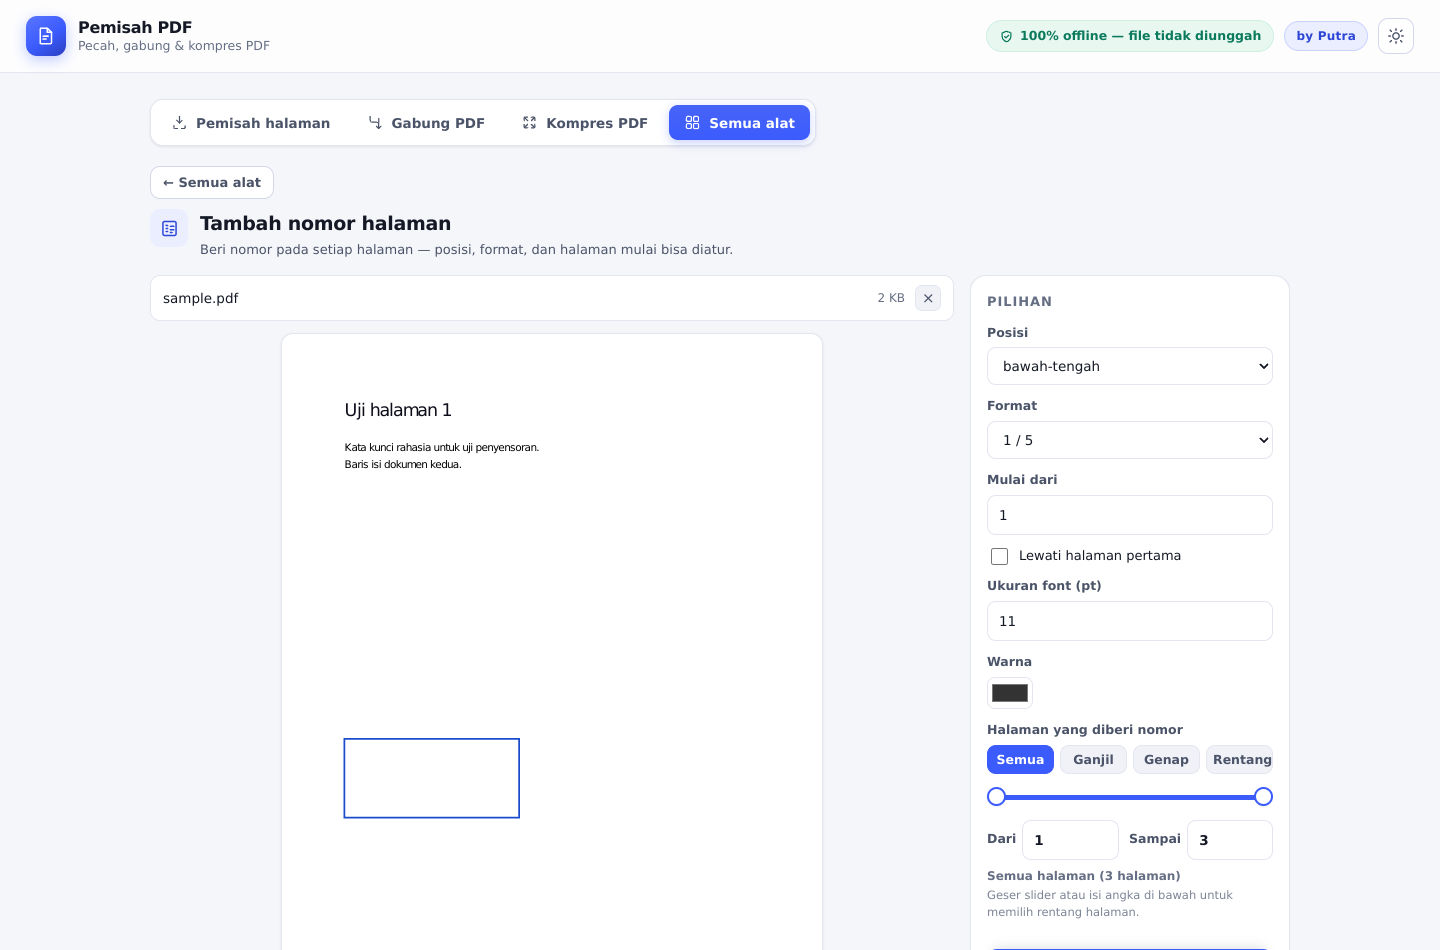 Pemisah PDF
Pecah, gabung & kompres PDF
100% offline — file tidak diunggah
by Putra
Pemisah halaman
Gabung PDF
Kompres PDF
Semua alat
← Semua alat
Tambah nomor halaman
Beri nomor pada setiap halaman — posisi, format, dan halaman mulai bisa diatur.
sample.pdf
2 KB
Uji halaman 1
Kata kunci rahasia untuk uji penyensoran.
Baris isi dokumen kedua.
PILIHAN
Posisi
bawah-tengah
Format
1 / 5
Mulai dari
1
Lewati halaman pertama
Ukuran font (pt)
11
Warna
Halaman yang diberi nomor
Semua
Ganjil
Genap
Rentang
Dari 1 Sampai 3
Semua halaman (3 halaman)
Geser slider atau isi angka di bawah untuk
memilih rentang halaman.